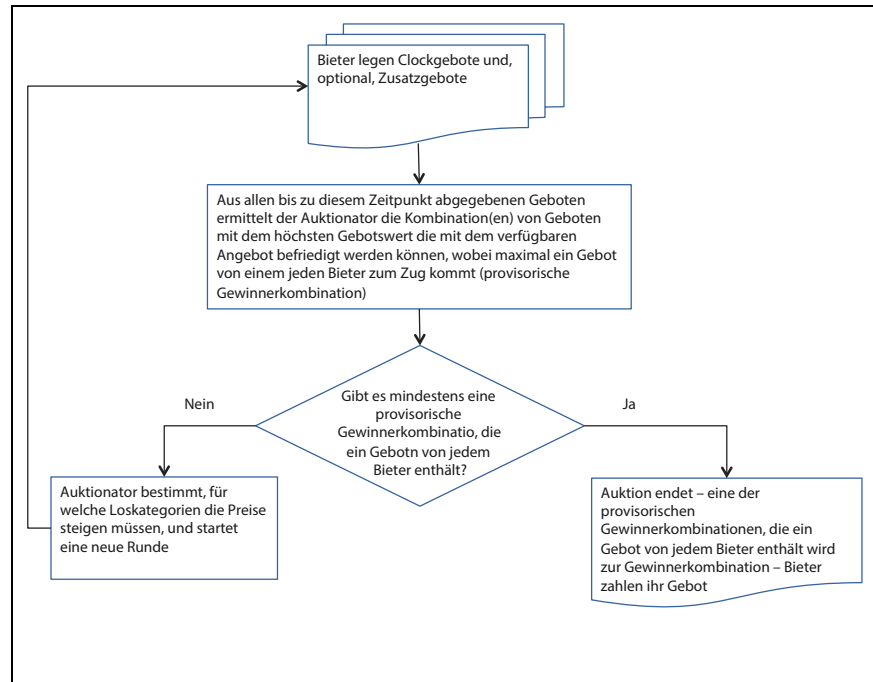 Bieter legen Clockgebote und,
optional, Zusatzgebote
Aus allen bis zu diesem Zeitpunkt abgegebenen Geboten
ermittelt der Auktionator die Kombination(en) von Geboten
mit dem höchsten Gebotswert die mit dem verfügbaren
Angebot befriedigt werden können, wobei maximal ein Gebot
von einem jeden Bieter zum Zug kommt (provisorische
Gewinnerkombination)
Gibt es mindestens eine
provisorische
Gewinnerkombinatio, die
ein Gebotn von jedem
Bieter enthält?
Nein
Ja
Auktionator bestimmt, für
welche Loskategorien die Preise
steigen müssen, und startet
eine neue Runde
Auktion endet – eine der
provisorischen
Gewinnerkombinationen, die ein
Gebot von jedem Bieter enthält wird
zur Gewinnerkombination – Bieter
zahlen ihr Gebot